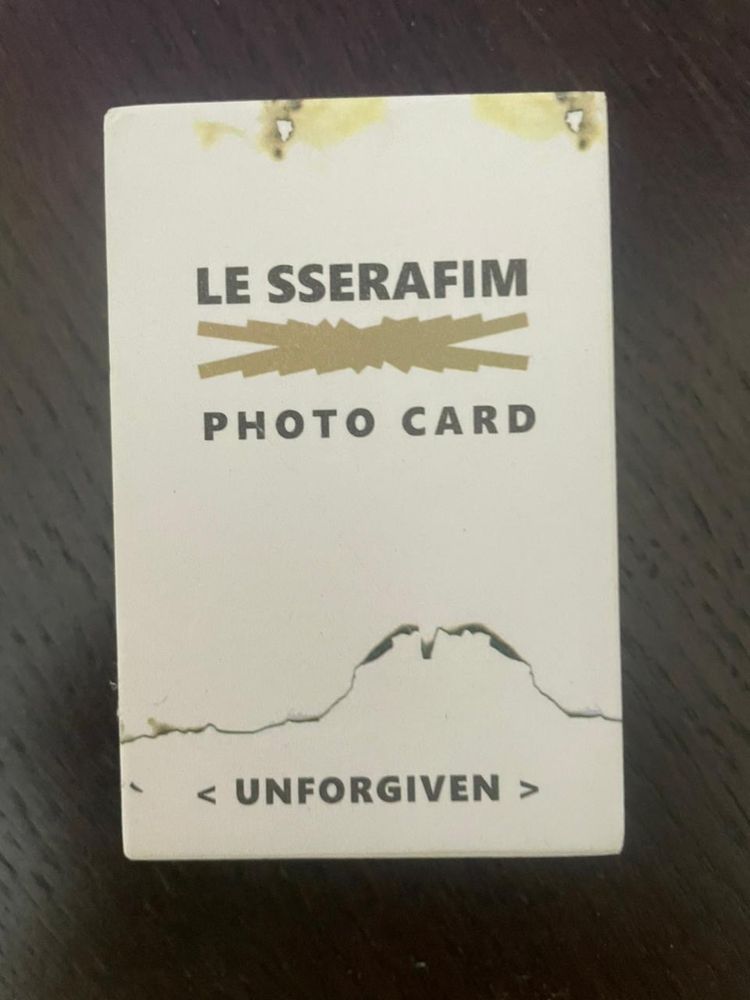 LE SSERAFIM
PHOTO CARD
< UNFORGIVEN >